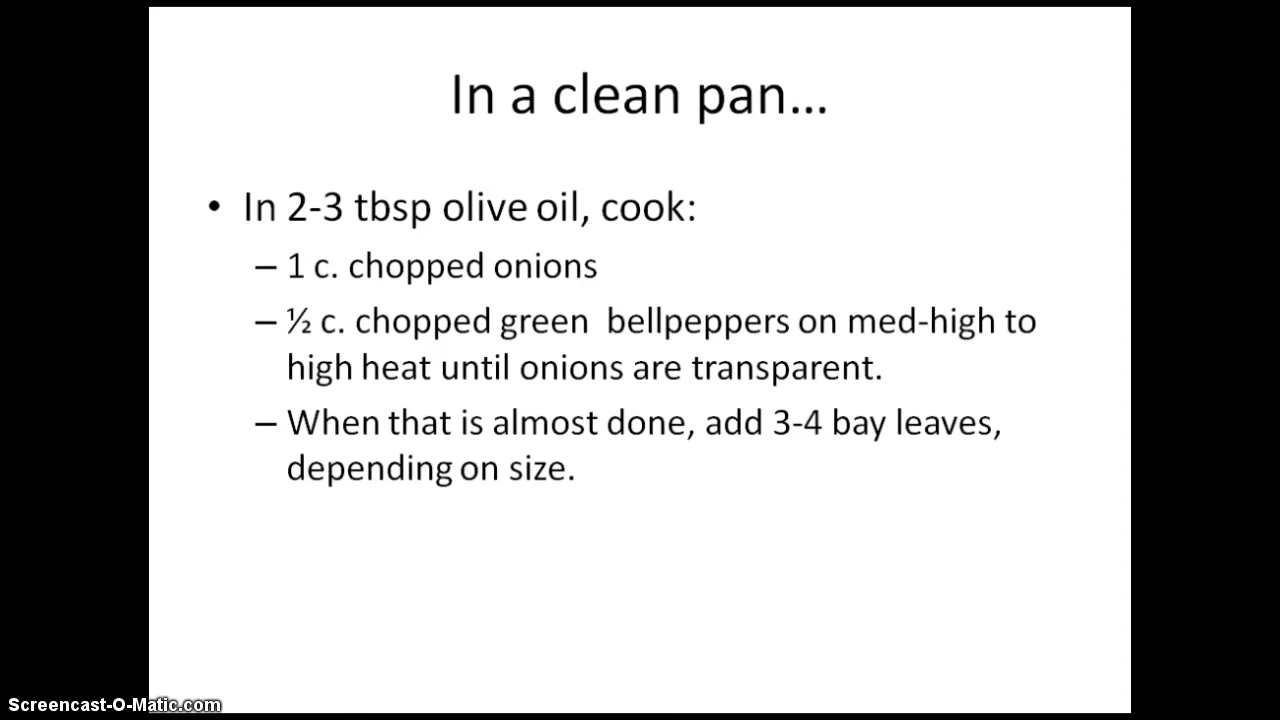 In a clean pan…
• In 2-3 tbsp olive oil, cook:
– 1 c. chopped onions
– ½ c. chopped green  bellpeppers on med-high to
high heat until onions are transparent.
– When that is almost done, add 3-4 bay leaves,
depending on size.
Screencast-O-Matic.com